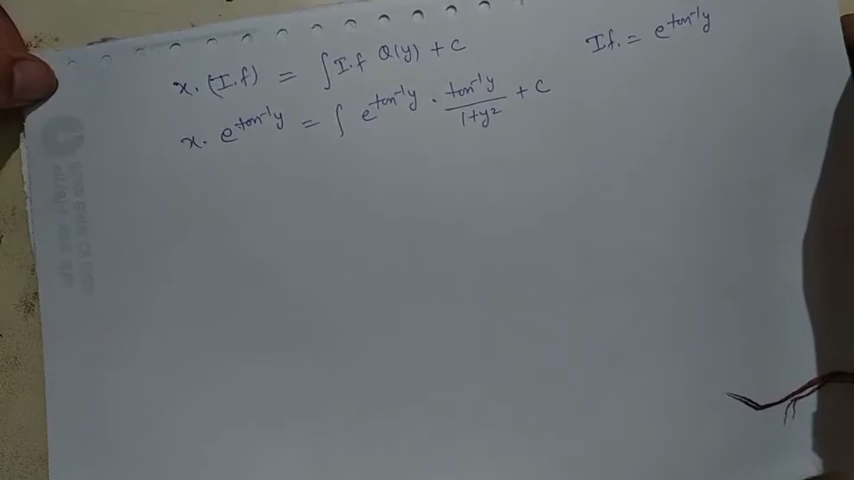 x. (I.f) = ∫I.f Q(y) + c
I.f. = e^tan⁻¹y
x. e^tan⁻¹y = ∫ e^tan⁻¹y · tan⁻¹y/1+y² + c